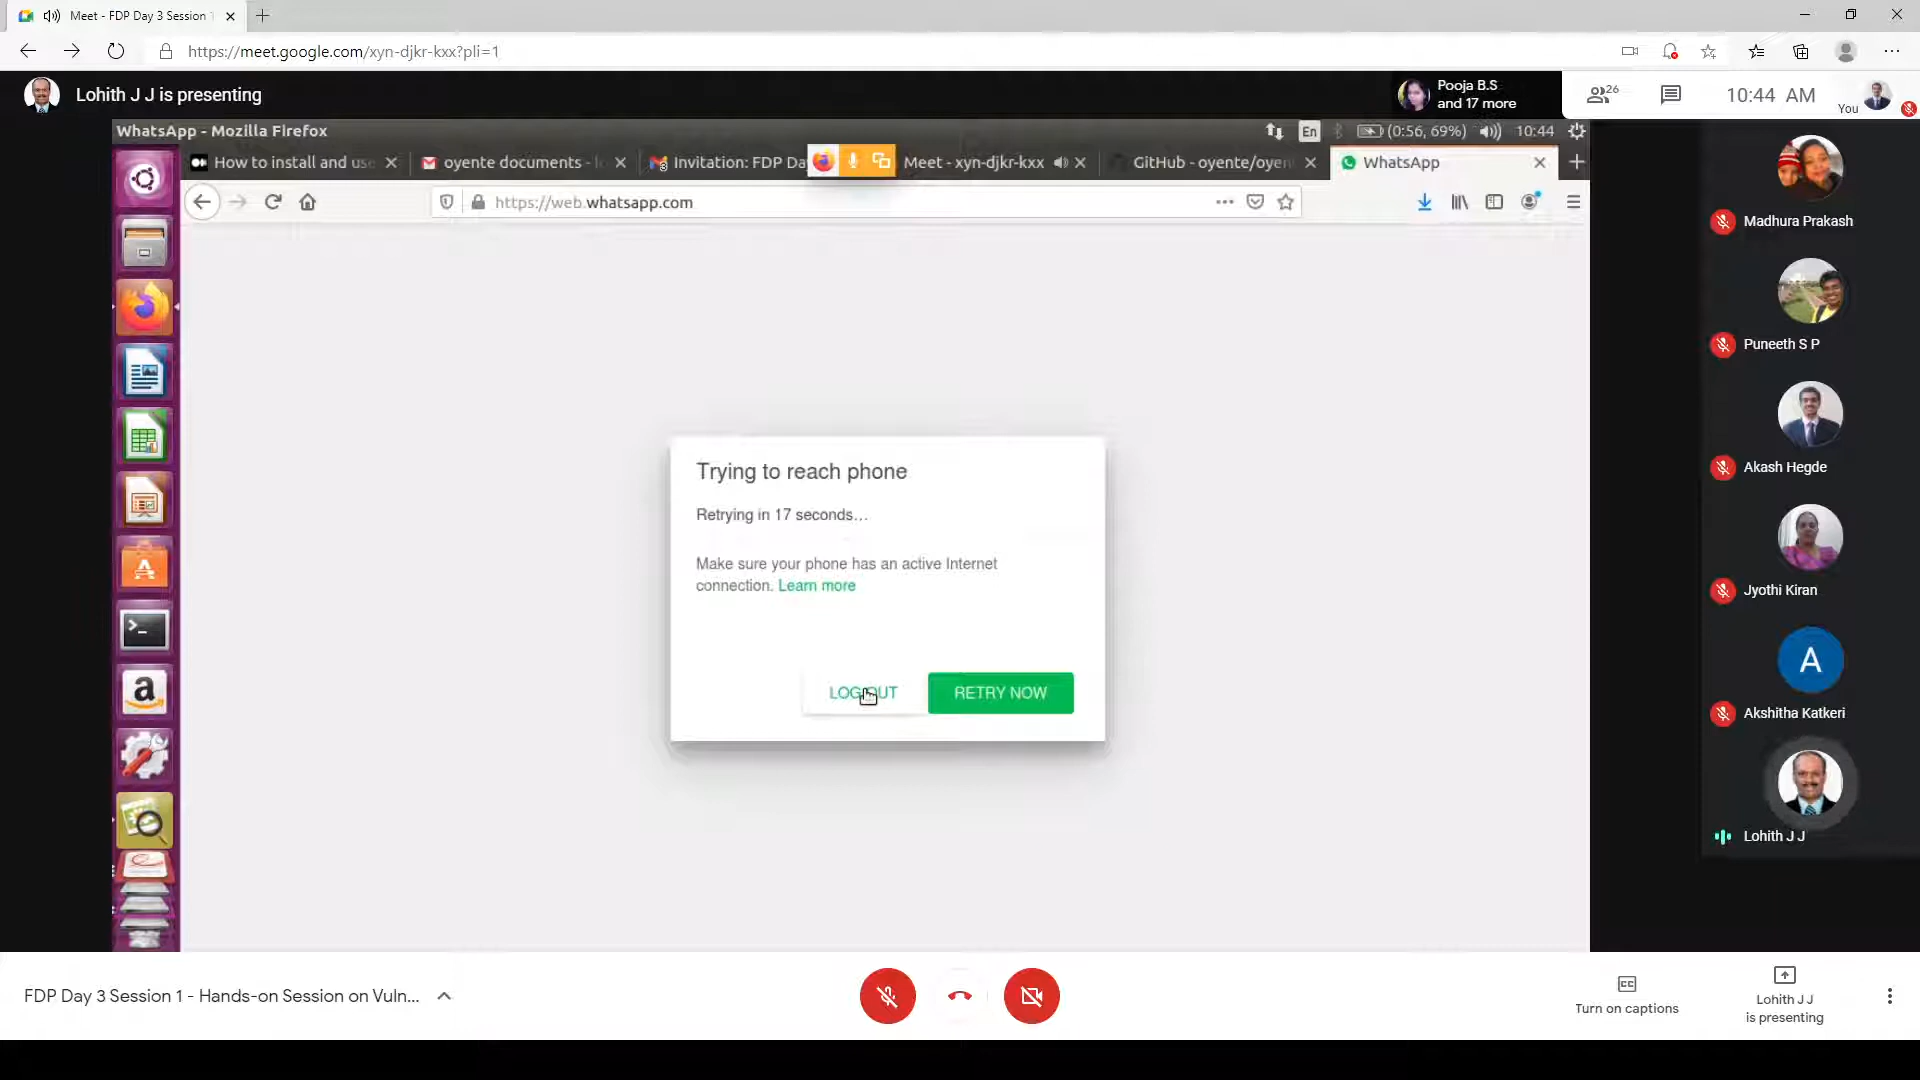 Meet - FDP Day 3 Session 1
https://meet.google.com/xyn-djkr-kxx?pli=1
Lohith J J is presenting
Pooja B.S
and 17 more
26
10:44 AM
You
WhatsApp - Mozilla Firefox
En
(0:56, 69%)
10:44
How to install and use
oyente documents - lo
Invitation: FDP Da
Meet - xyn-djkr-kxx
GitHub - oyente/oyen
WhatsApp
https://web.whatsapp.com
Trying to reach phone
Retrying in 17 seconds...
Make sure your phone has an active Internet
connection. Learn more
LOG OUT
RETRY NOW
Madhura Prakash
Puneeth S P
Akash Hegde
Jyothi Kiran
A
Akshitha Katkeri
Lohith J J
FDP Day 3 Session 1 - Hands-on Session on Vuln...
Turn on captions
Lohith J J
is presenting